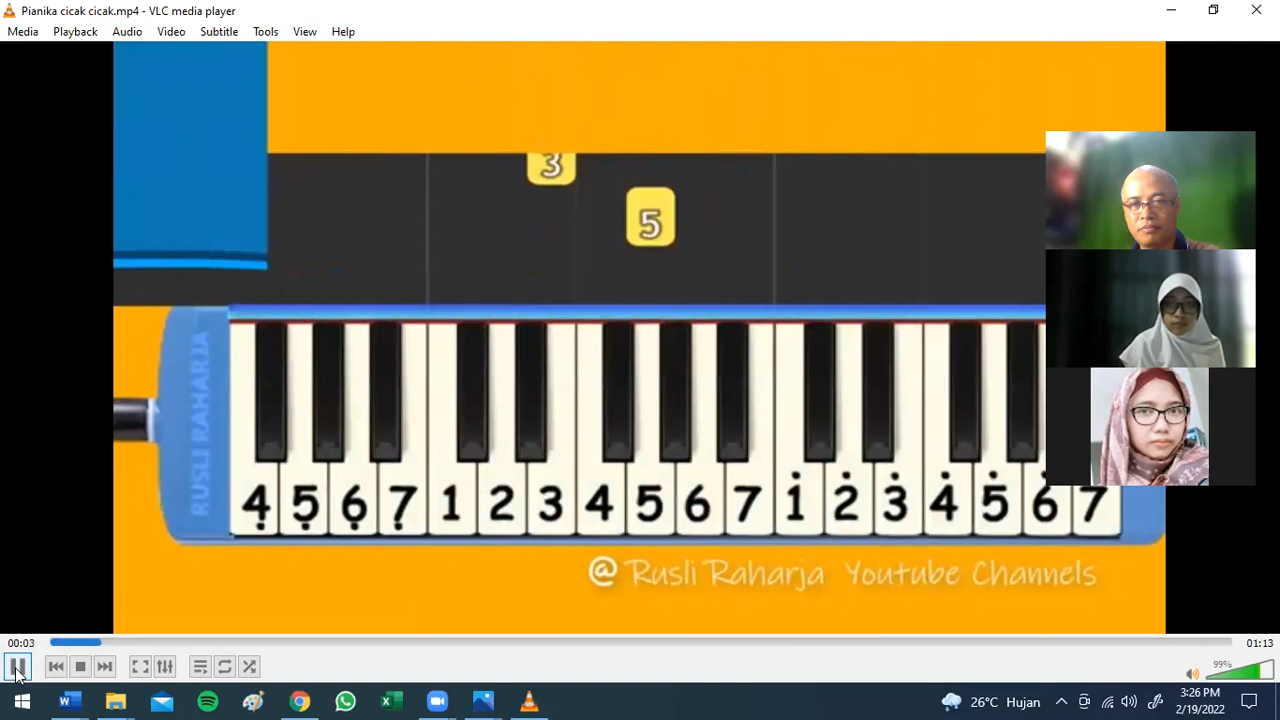 Pianika cicak cicak.mp4 - VLC media player
Media Playback Audio Video Subtitle Tools View Help
3
5
RUSLI RAHARJA
4̣ 5̣ 6̣ 7̣ 1 2 3 4 5 6 7 1̇ 2̇ 3̇ 4̇ 5̇ 6̇ 7
@ Rusli Raharja Youtube Channels
00:03
01:13
99%
26°C Hujan
3:26 PM
2/19/2022